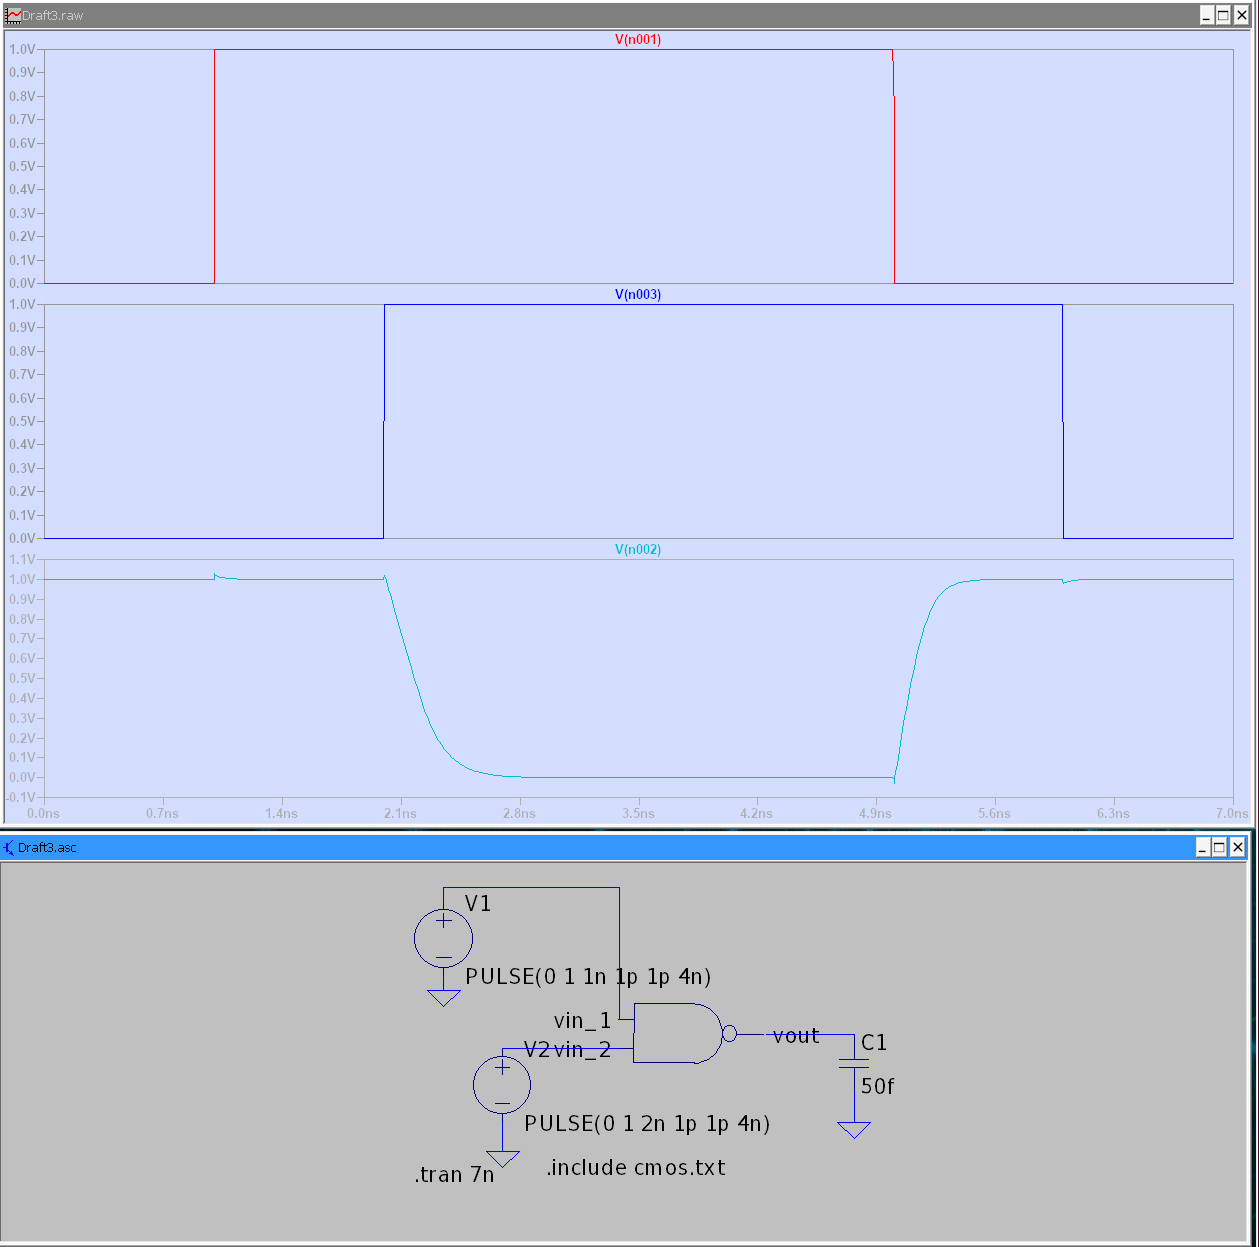 Draft3.raw
V(n001)
1.0V
0.9V
0.8V
0.7V
0.6V
0.5V
0.4V
0.3V
0.2V
0.1V
0.0V
V(n003)
1.0V
0.9V
0.8V
0.7V
0.6V
0.5V
0.4V
0.3V
0.2V
0.1V
0.0V
V(n002)
1.1V
1.0V
0.9V
0.8V
0.7V
0.6V
0.5V
0.4V
0.3V
0.2V
0.1V
0.0V
-0.1V
0.0ns 0.7ns 1.4ns 2.1ns 2.8ns 3.5ns 4.2ns 4.9ns 5.6ns 6.3ns 7.0ns
Draft3.asc
V1
PULSE(0 1 1n 1p 1p 4n)
vin_1
V2 vin_2
vout
C1
50f
PULSE(0 1 2n 1p 1p 4n)
.tran 7n
.include cmos.txt